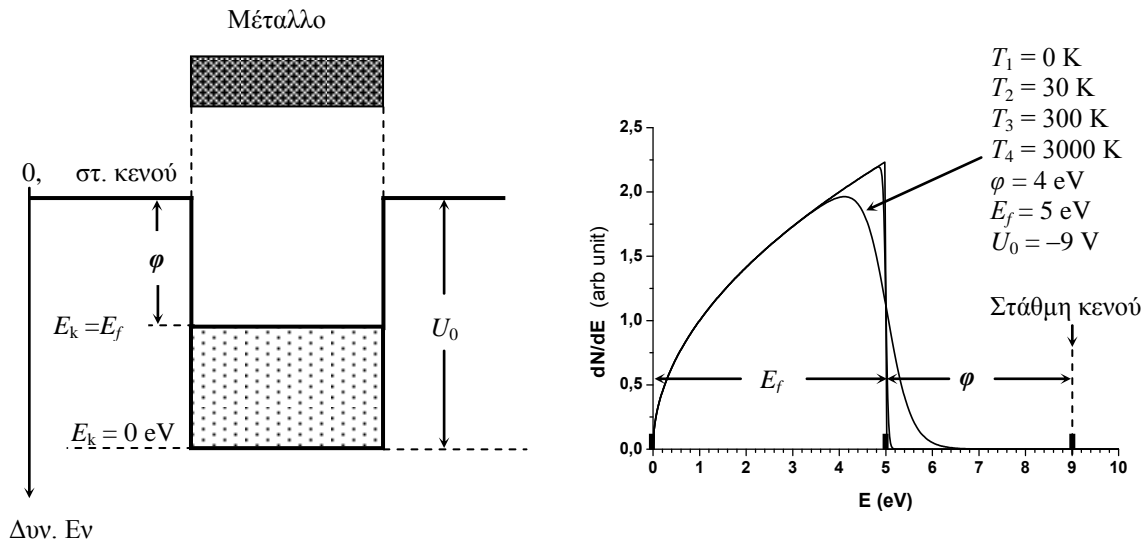 Μέταλλο
0,
στ. κενού
φ
E_k =E_f
U_0
E_k = 0 eV
Δυν. Εν
T_1 = 0 K
T_2 = 30 K
T_3 = 300 K
T_4 = 3000 K
φ = 4 eV
E_f = 5 eV
U_0 = –9 V
Στάθμη κενού
dN/dE (arb unit)
2,5
2,0
1,5
1,0
0,5
0,0
E_f
φ
0 1 2 3 4 5 6 7 8 9 10
E (eV)